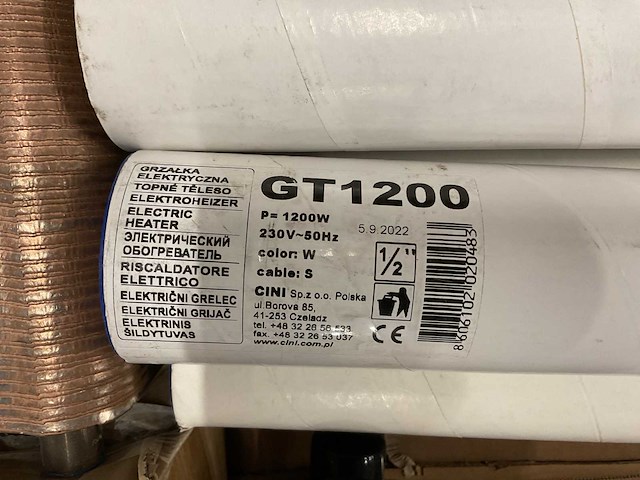 GRZAŁKA
ELEKTRYCZNA
TOPNÉ TĚLESO
ELEKTROHEIZER
ELECTRIC
HEATER
ЭЛЕКТРИЧЕСКИЙ
ОБОГРЕВАТЕЛЬ
RISCALDATORE
ELETTRICO
ELEKTRIČNI GRELEC
ELEKTRIČNI GRIJAČ
ELEKTRINIS
ŠILDYTUVAS
GT1200
P= 1200W
230V~50Hz
5.9.2022
color: W
cable: S
CINI Sp.z o.o. Polska
ul.Borova 85,
41-253 Czeladz
tel. +48 32 26 58 533
fax. +48 32 26 53 037
www.cini.com.pl
1/2"
CE
86061021020483